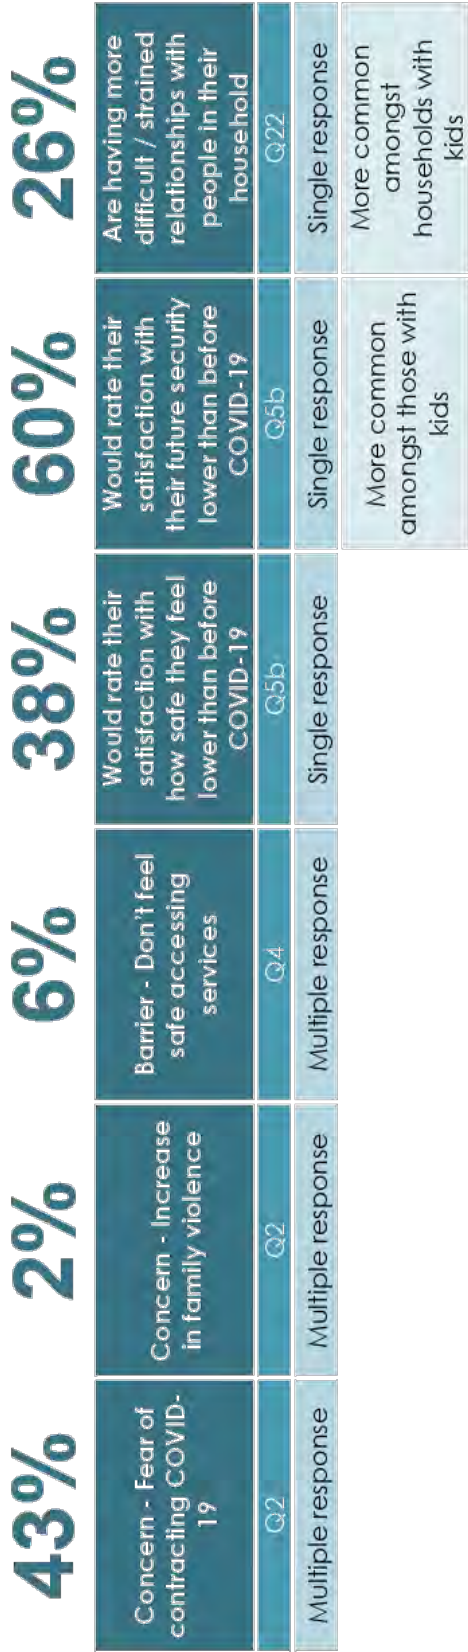 43%
2%
6%
38%
60%
26%
Concern - Fear of
contracting COVID-
19
Concern - Increase
in family violence
Barrier - Don't feel
safe accessing
services
Would rate their
satisfaction with
how safe they feel
lower than before
COVID-19
Would rate their
satisfaction with
their future security
lower than before
COVID-19
Are having more
difficult / strained
relationships with
people in their
household
Q2
Q2
Q4
Q5b
Q5b
Q22
Multiple response
Multiple response
Multiple response
Single response
Single response
Single response
More common
amongst those with
kids
More common
amongst
households with
kids